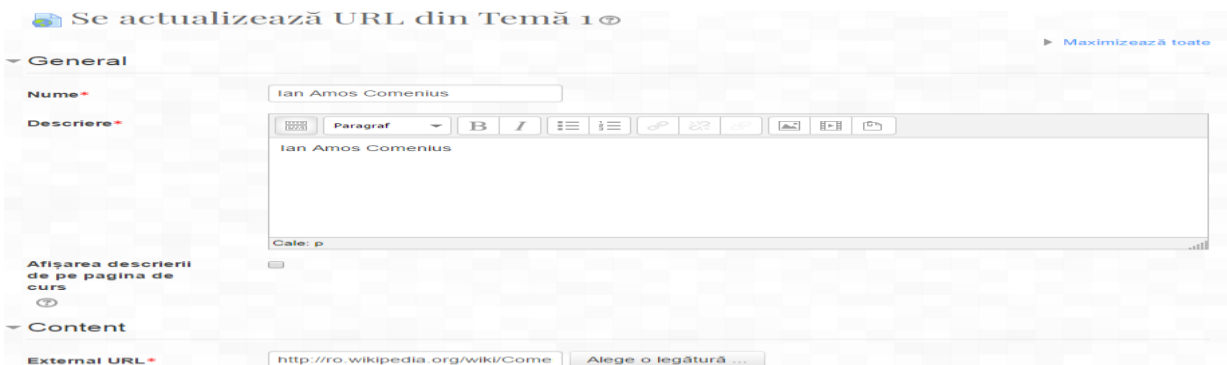 Se actualizează URL din Temă 1
Maximizează toate
General
Nume*
Ian Amos Comenius
Descriere*
Paragraf
B I
Ian Amos Comenius
Cale: p
Afișarea descrierii
de pe pagina de
curs
Content
External URL*
http://ro.wikipedia.org/wiki/Come
Alege o legătură ...